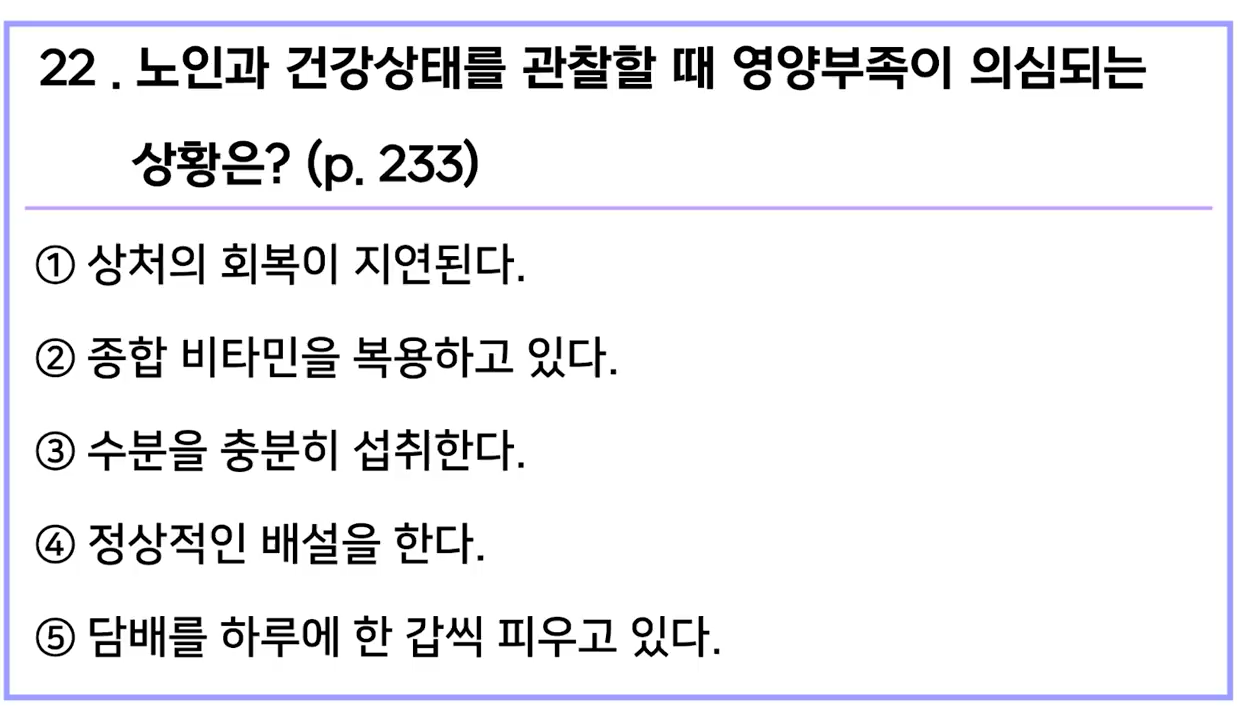 22 . 노인과 건강상태를 관찰할 때 영양부족이 의심되는
상황은? (p. 233)
① 상처의 회복이 지연된다.
② 종합 비타민을 복용하고 있다.
③ 수분을 충분히 섭취한다.
④ 정상적인 배설을 한다.
⑤ 담배를 하루에 한 갑씩 피우고 있다.